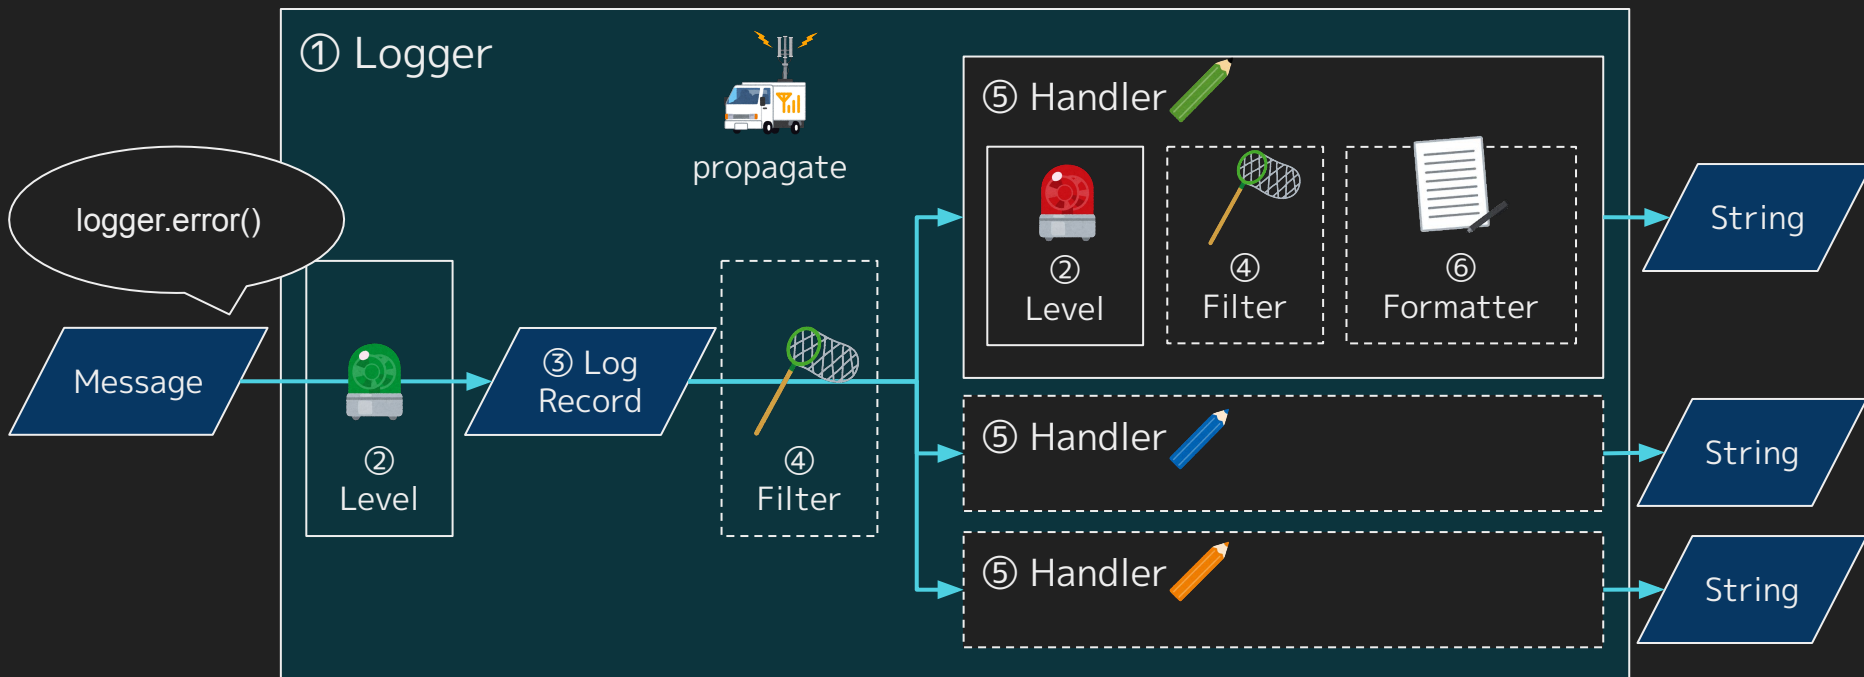 ① Logger
propagate
logger.error()
Message
②
Level
③ Log
Record
④
Filter
⑤ Handler
②
Level
④
Filter
⑥
Formatter
String
⑤ Handler
String
⑤ Handler
String